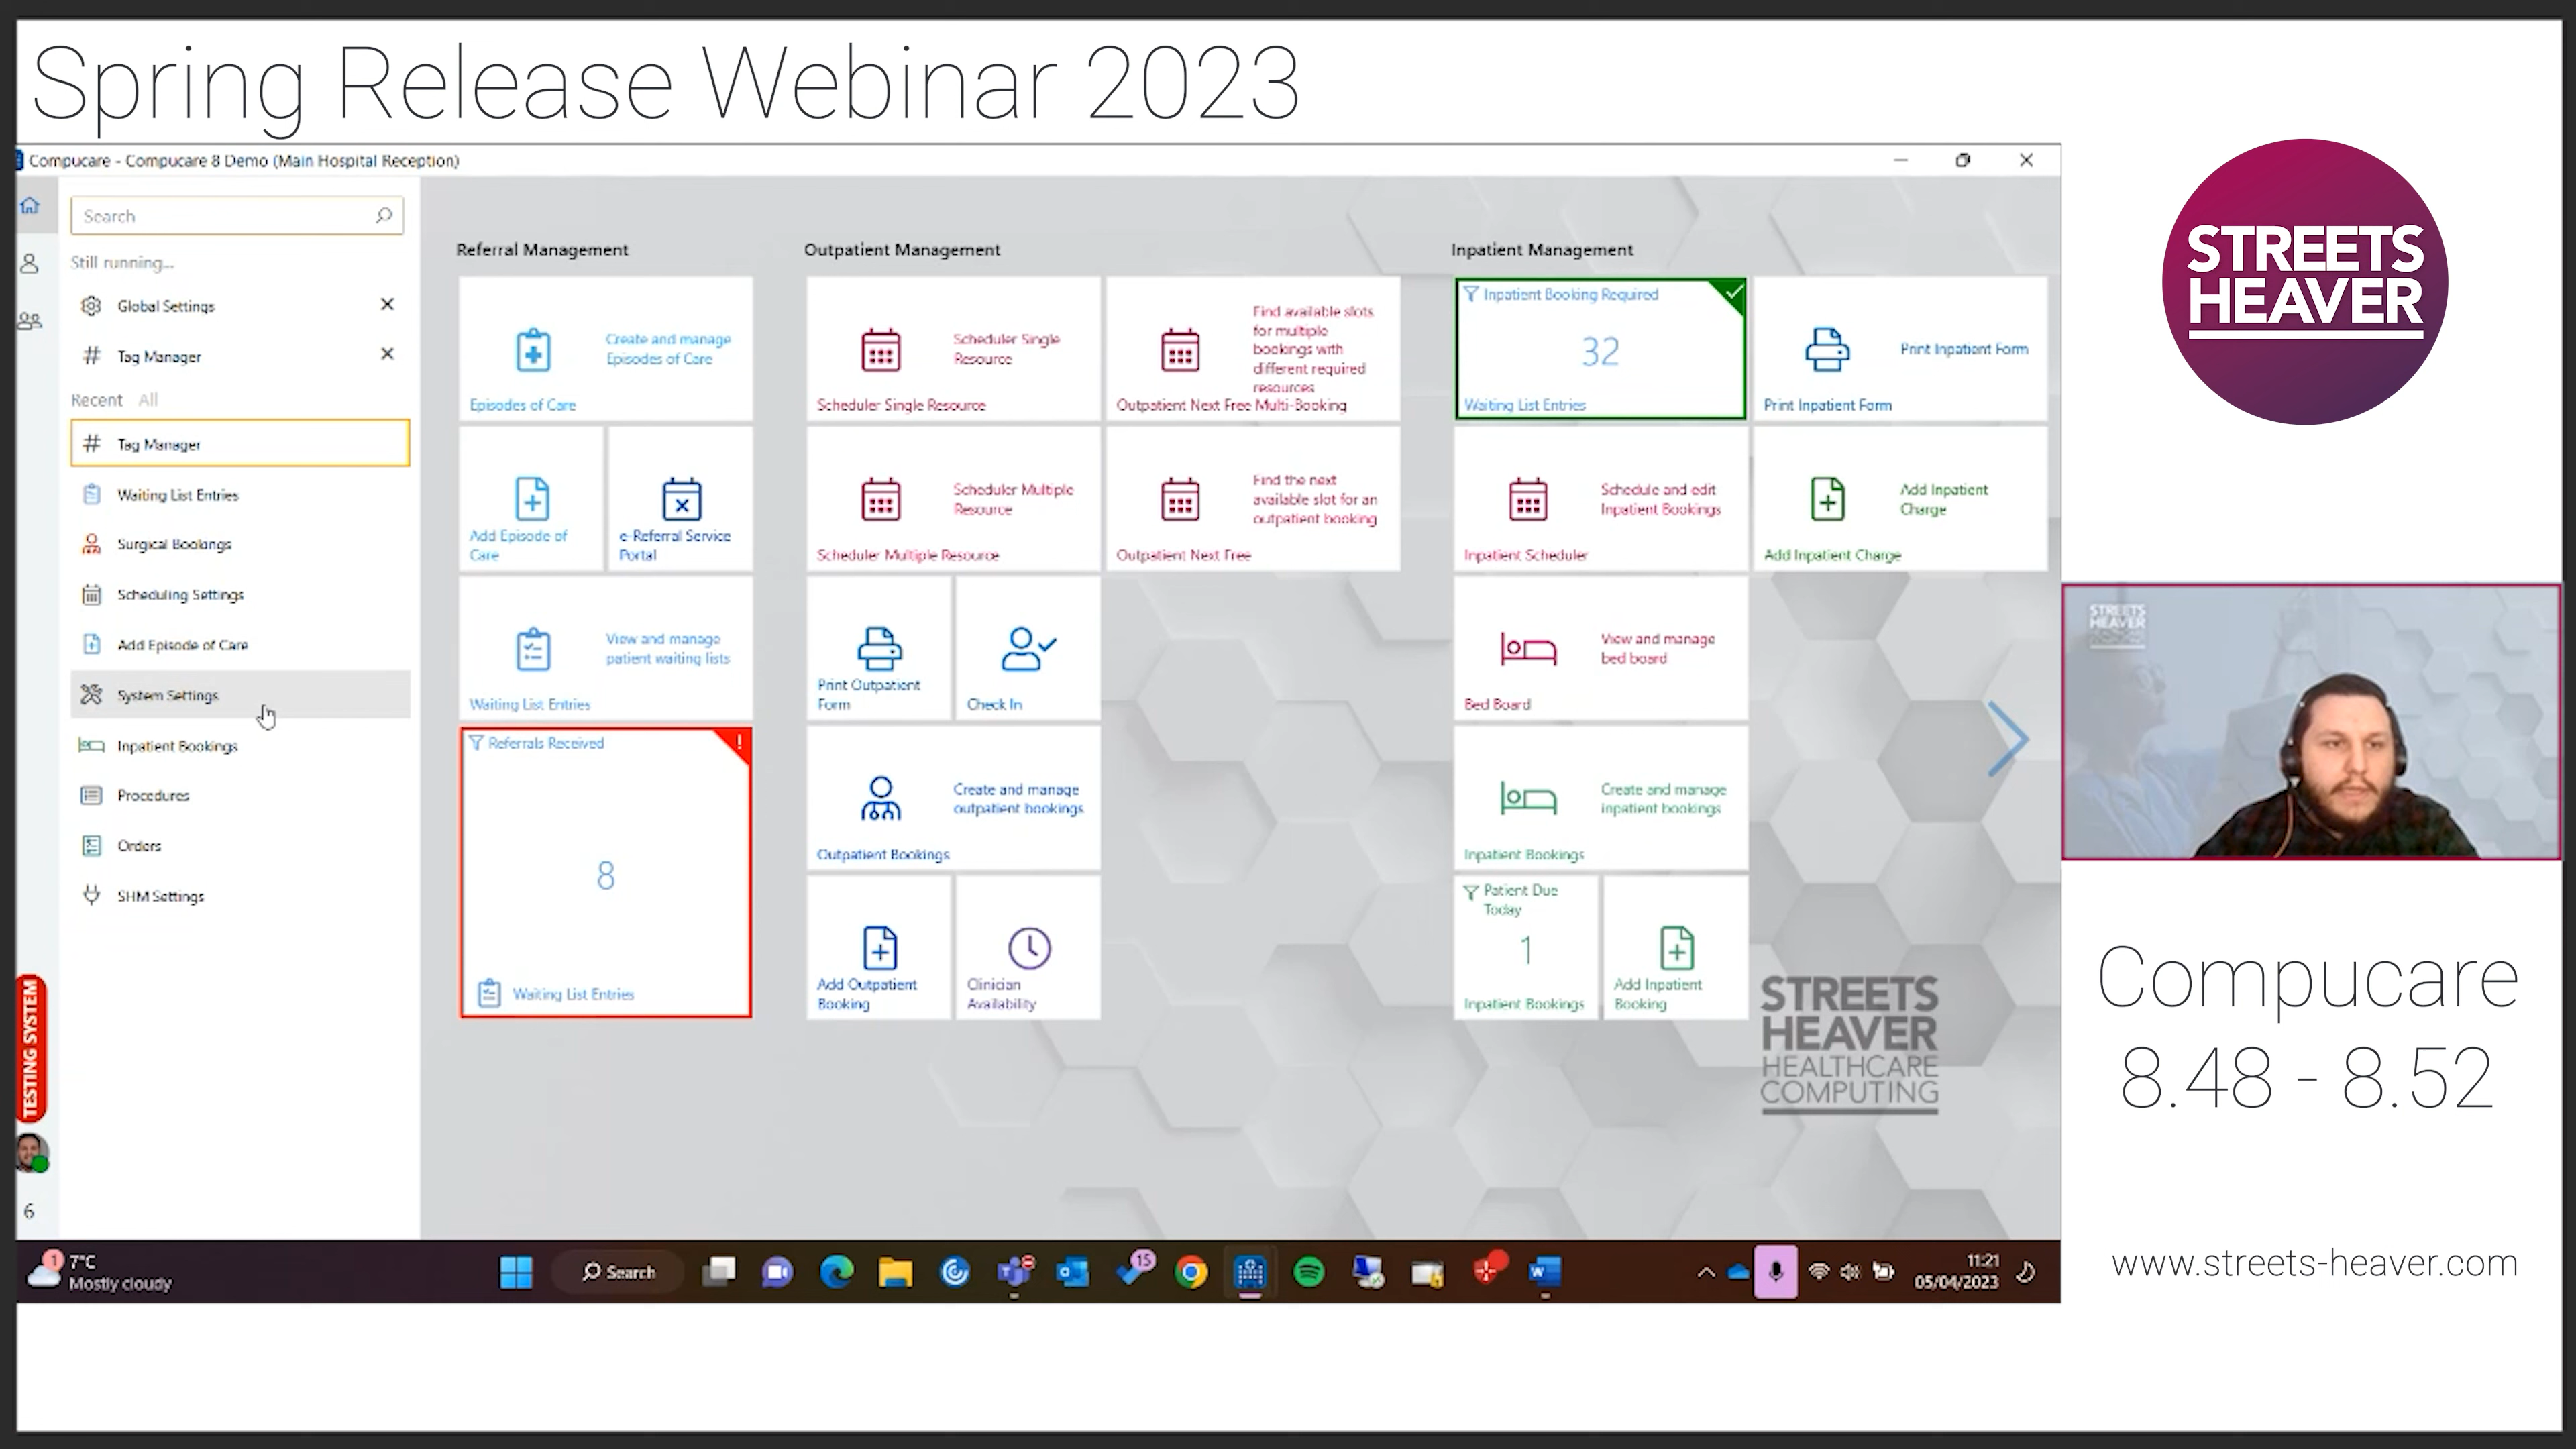 Spring Release Webinar 2023
Compucare - Compucare 8 Demo (Main Hospital Reception)
Search
Still running...
Global Settings
# Tag Manager
Recent All
# Tag Manager
Waiting List Entries
Surgical Bookings
Scheduling Settings
Add Episode of Care
System Settings
Inpatient Bookings
Procedures
Orders
SHM Settings
TESTING SYSTEM
6
Referral Management
Create and manage
Episodes of Care
Episodes of Care
Add Episode of
Care
e-Referral Service
Portal
View and manage
patient waiting lists
Waiting List Entries
Referrals Received
!
8
Waiting List Entries
Outpatient Management
Scheduler Single
Resource
Scheduler Single Resource
Find available slots
for multiple
bookings with
different required
resources
Outpatient Next Free Multi-Booking
Scheduler Multiple
Resource
Scheduler Multiple Resource
Find the next
available slot for an
outpatient booking
Outpatient Next Free
Print Outpatient
Form
Check In
Create and manage
outpatient bookings
Outpatient Bookings
Add Outpatient
Booking
Clinician
Availability
Inpatient Management
Inpatient Booking Required
32
Waiting List Entries
Print Inpatient Form
Print Inpatient Form
Schedule and edit
Inpatient Bookings
Inpatient Scheduler
Add Inpatient
Charge
Add Inpatient Charge
View and manage
bed board
Bed Board
Create and manage
inpatient bookings
Inpatient Bookings
Patient Due
Today
1
Inpatient Bookings
Add Inpatient
Booking
STREETS
HEAVER
HEALTHCARE
COMPUTING
1
7°C
Mostly cloudy
Search
15
11:21
05/04/2023
STREETS
HEAVER
STREETS
HEAVER
Compucare
8.48 - 8.52
www.streets-heaver.com